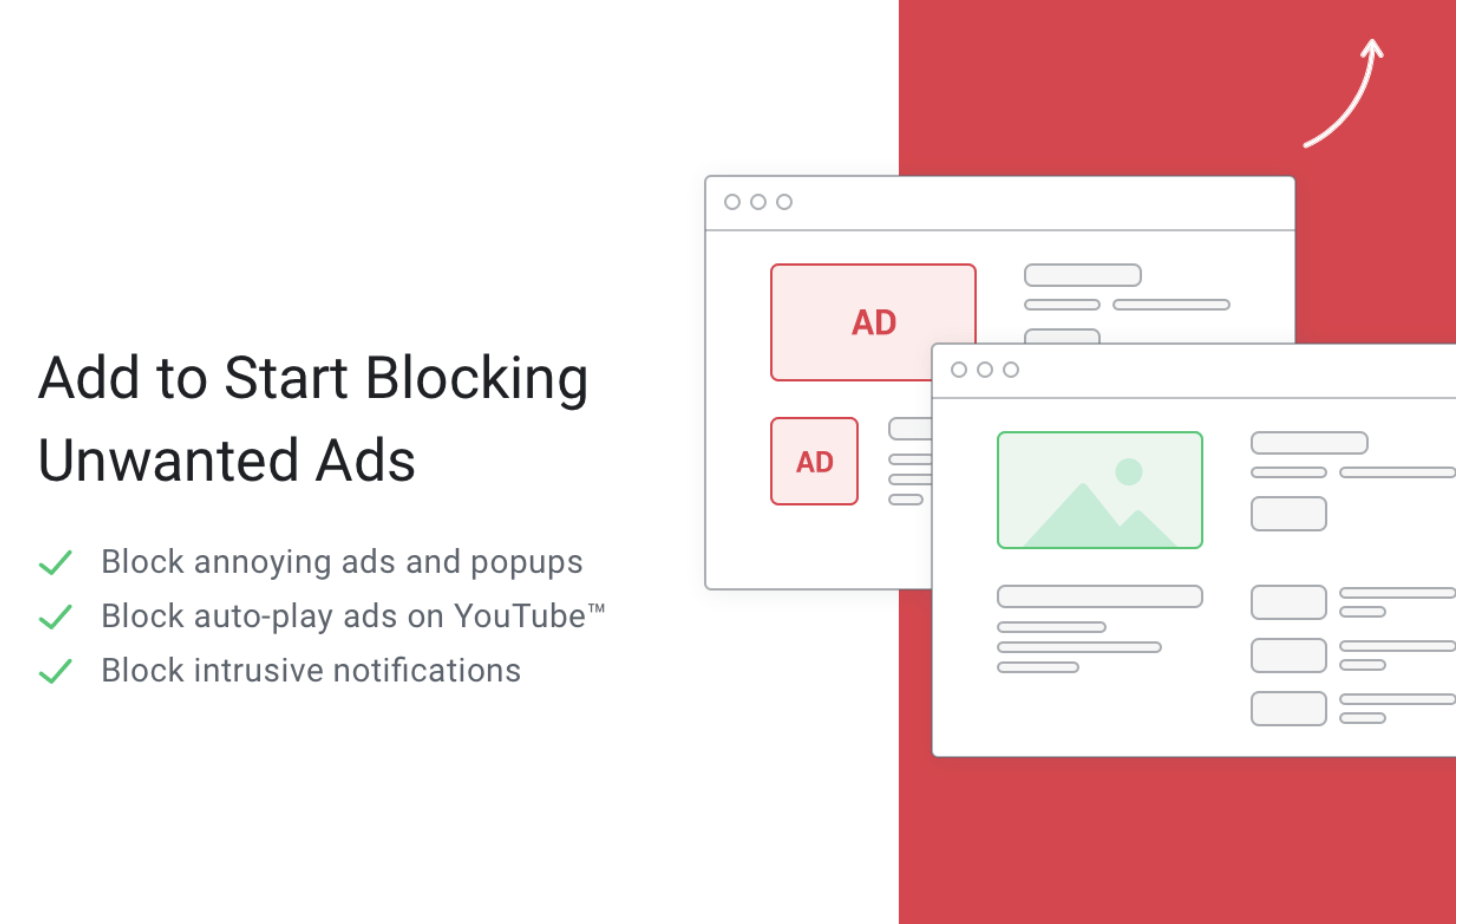 Add to Start Blocking
Unwanted Ads
Block annoying ads and popups
Block auto-play ads on YouTube™
Block intrusive notifications
AD
AD